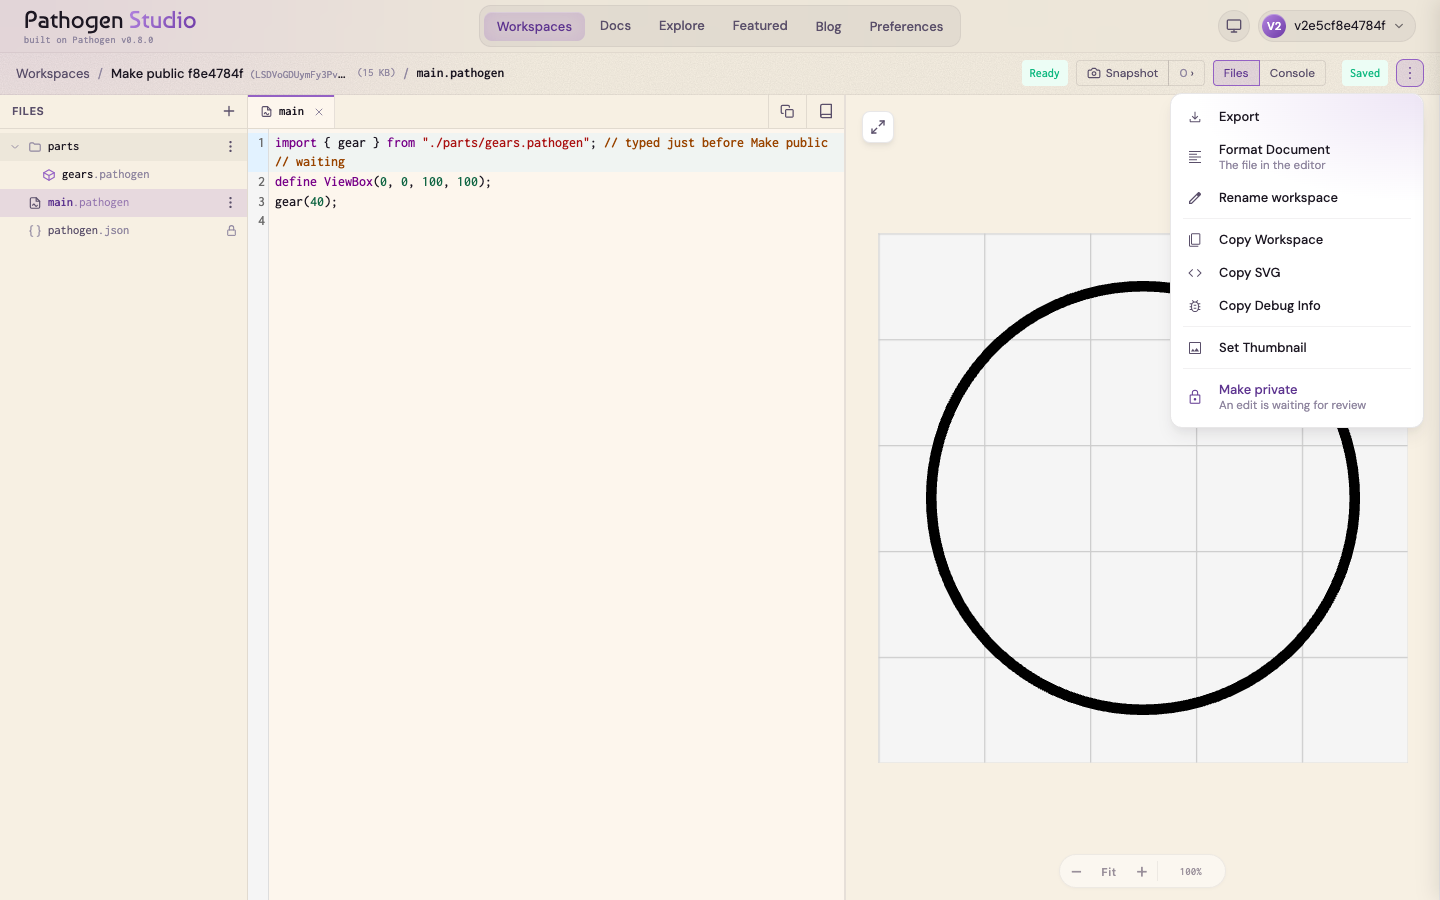 Pathogen Studio
built on Pathogen v0.8.0
Workspaces
Docs
Explore
Featured
Blog
Preferences
V2
v2e5cf8e4784f
Workspaces / Make public f8e4784f (LSDVoGDUymFy3Pv… (15 KB) / main.pathogen
Ready
Snapshot
0 ›
Files
Console
Saved
FILES
parts
gears.pathogen
main.pathogen
{} pathogen.json
main
1 import { gear } from "./parts/gears.pathogen"; // typed just before Make public
// waiting
2 define ViewBox(0, 0, 100, 100);
3 gear(40);
4
Export
Format Document
The file in the editor
Rename workspace
Copy Workspace
Copy SVG
Copy Debug Info
Set Thumbnail
Make private
An edit is waiting for review
Fit
100%